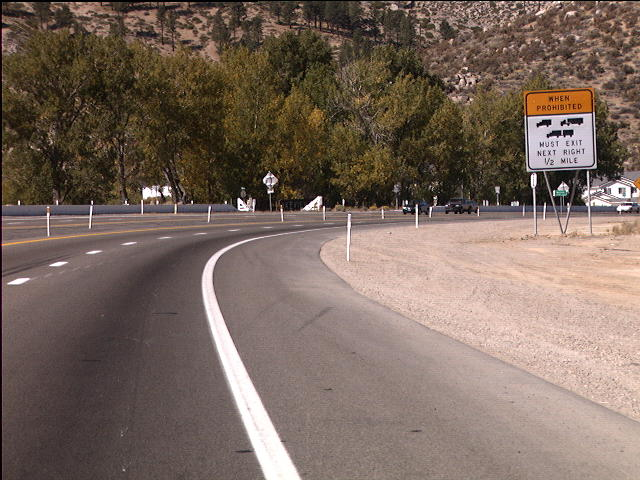 WHEN
PROHIBITED
MUST EXIT
NEXT RIGHT
1/2 MILE